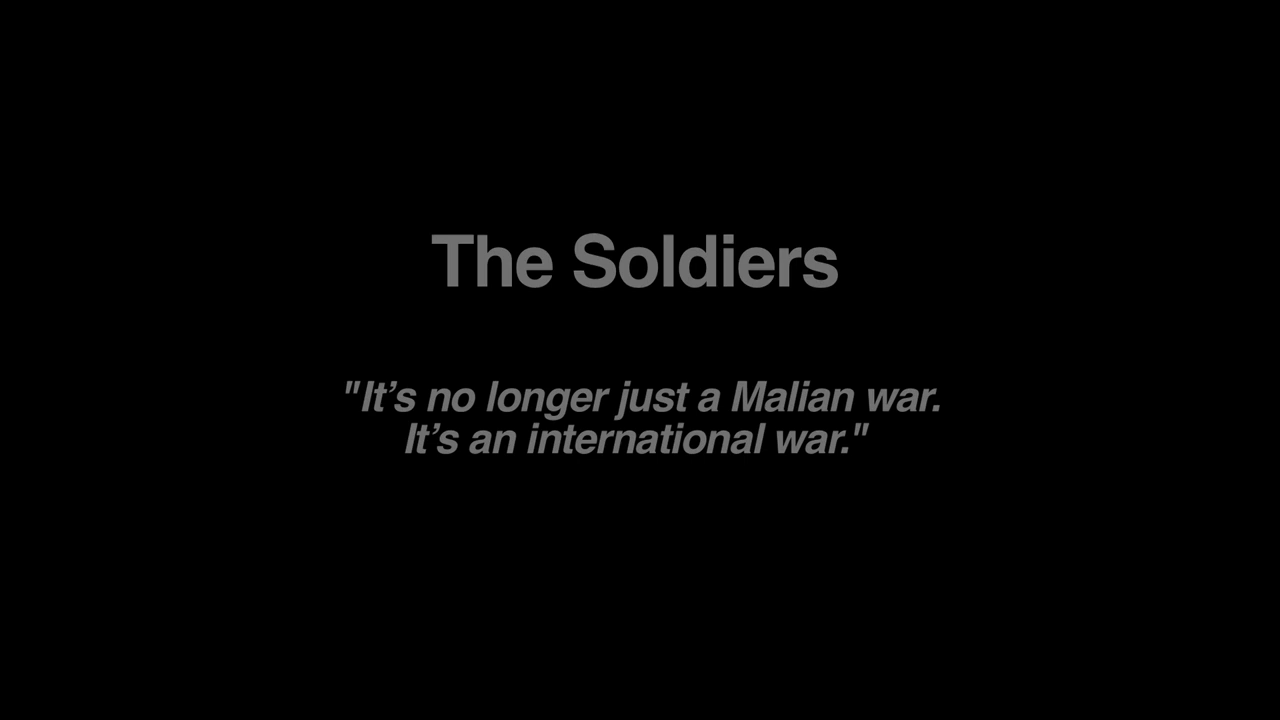 The Soldiers
"It’s no longer just a Malian war.
It’s an international war."